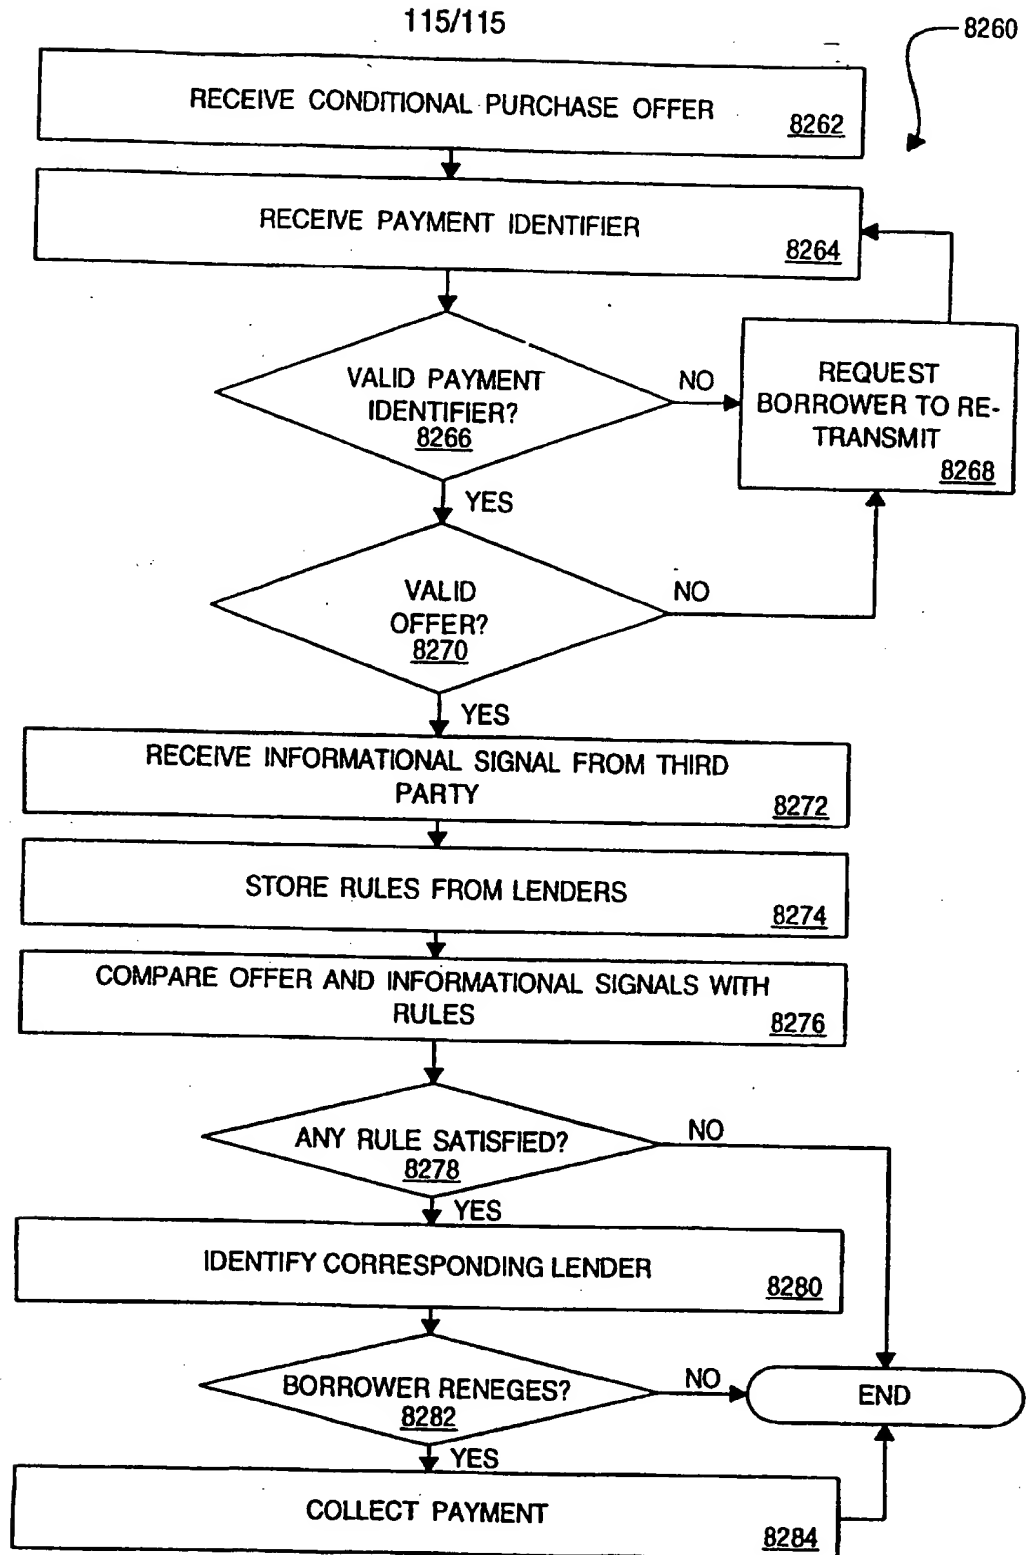 115/115
8260
RECEIVE CONDITIONAL PURCHASE OFFER
8262
RECEIVE PAYMENT IDENTIFIER
8264
VALID PAYMENT
IDENTIFIER?
8266
NO
REQUEST
BORROWER TO RE-
TRANSMIT
8268
YES
VALID
OFFER?
8270
NO
YES
RECEIVE INFORMATIONAL SIGNAL FROM THIRD
PARTY
8272
STORE RULES FROM LENDERS
8274
COMPARE OFFER AND INFORMATIONAL SIGNALS WITH
RULES
8276
ANY RULE SATISFIED?
8278
NO
YES
IDENTIFY CORRESPONDING LENDER
8280
BORROWER RENEGES?
8282
NO
END
YES
COLLECT PAYMENT
8284